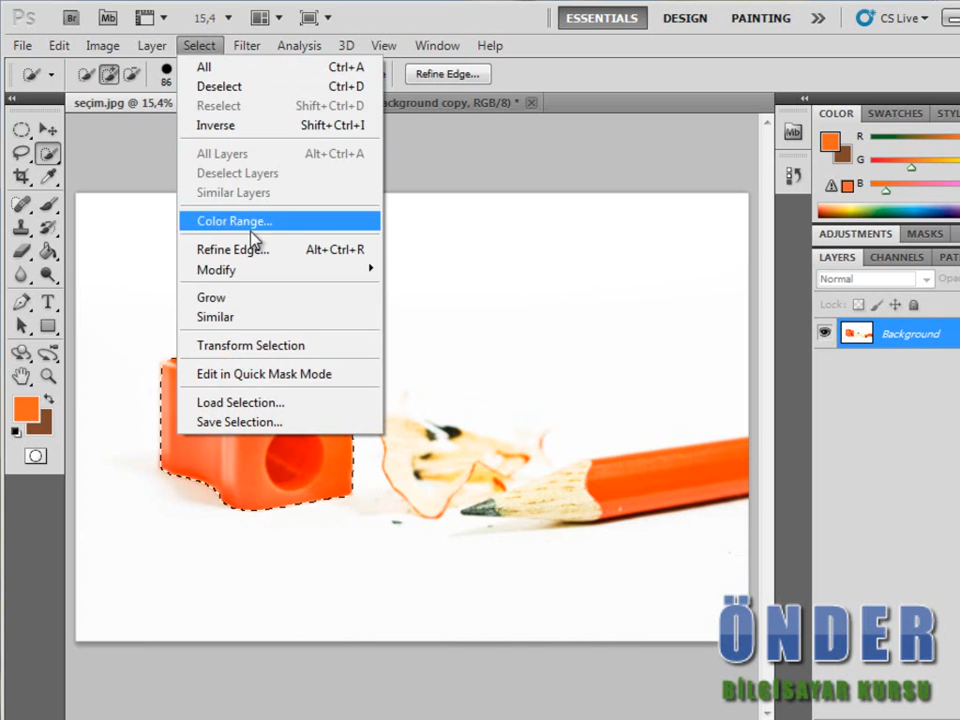 Ps Br Mb 15,4 ESSENTIALS DESIGN PAINTING CS Live
File Edit Image Layer Select Filter Analysis 3D View Window Help
86 Refine Edge...
seçim.jpg @ 15,4% ackground copy, RGB/8) *
All Ctrl+A
Deselect Ctrl+D
Reselect Shift+Ctrl+D
Inverse Shift+Ctrl+I
All Layers Alt+Ctrl+A
Deselect Layers
Similar Layers
Color Range...
Refine Edge... Alt+Ctrl+R
Modify
Grow
Similar
Transform Selection
Edit in Quick Mask Mode
Load Selection...
Save Selection...
Mb
COLOR SWATCHES STYL
R
G
B
ADJUSTMENTS MASKS
LAYERS CHANNELS PAT
Normal Opa
Lock:
Background
ÖNDER
BİLGİSAYAR KURSU